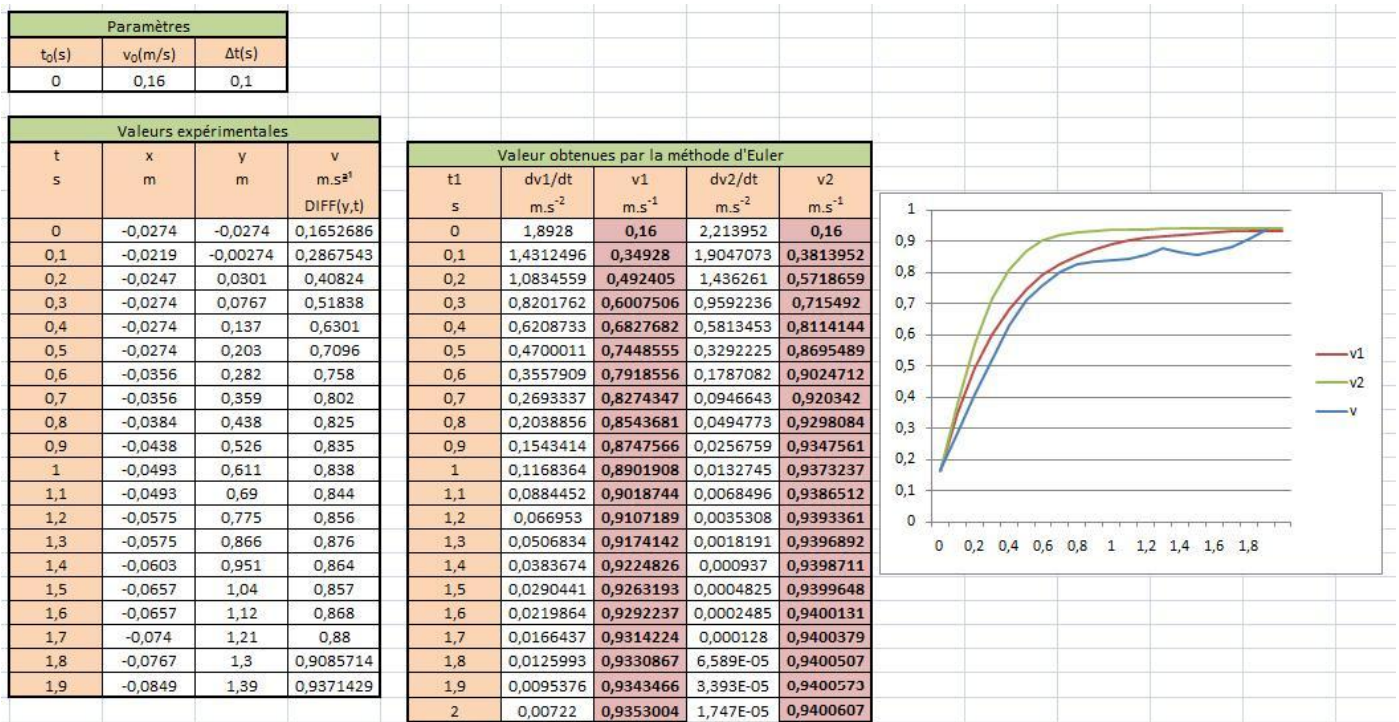 Paramètres
t₀(s) v₀(m/s) Δt(s)
0 0,16 0,1
Valeurs expérimentales
t x y v
s m m m.sª¹
DIFF(y,t)
0 -0,0274 -0,0274 0,1652686
0,1 -0,0219 -0,00274 0,2867543
0,2 -0,0247 0,0301 0,40824
0,3 -0,0274 0,0767 0,51838
0,4 -0,0274 0,137 0,6301
0,5 -0,0274 0,203 0,7096
0,6 -0,0356 0,282 0,758
0,7 -0,0356 0,359 0,802
0,8 -0,0384 0,438 0,825
0,9 -0,0438 0,526 0,835
1 -0,0493 0,611 0,838
1,1 -0,0493 0,69 0,844
1,2 -0,0575 0,775 0,856
1,3 -0,0575 0,866 0,876
1,4 -0,0603 0,951 0,864
1,5 -0,0657 1,04 0,857
1,6 -0,0657 1,12 0,868
1,7 -0,074 1,21 0,88
1,8 -0,0767 1,3 0,9085714
1,9 -0,0849 1,39 0,9371429
Valeur obtenues par la méthode d'Euler
t1 dv1/dt v1 dv2/dt v2
s m.s⁻² m.s⁻¹ m.s⁻² m.s⁻¹
0 1,8928 0,16 2,213952 0,16
0,1 1,4312496 0,34928 1,9047073 0,3813952
0,2 1,0834559 0,492405 1,436261 0,5718659
0,3 0,8201762 0,6007506 0,9592236 0,715492
0,4 0,6208733 0,6827682 0,5813453 0,8114144
0,5 0,4700011 0,7448555 0,3292225 0,8695489
0,6 0,3557909 0,7918556 0,1787082 0,9024712
0,7 0,2693337 0,8274347 0,0946643 0,920342
0,8 0,2038856 0,8543681 0,0494773 0,9298084
0,9 0,1543414 0,8747566 0,0256759 0,9347561
1 0,1168364 0,8901908 0,0132745 0,9373237
1,1 0,0884452 0,9018744 0,0068496 0,9386512
1,2 0,066953 0,9107189 0,0035308 0,9393361
1,3 0,0506834 0,9174142 0,0018191 0,9396892
1,4 0,0383674 0,9224826 0,000937 0,9398711
1,5 0,0290441 0,9263193 0,0004825 0,9399648
1,6 0,0219864 0,9292237 0,0002485 0,9400131
1,7 0,0166437 0,9314224 0,000128 0,9400379
1,8 0,0125993 0,9330867 6,589E-05 0,9400507
1,9 0,0095376 0,9343466 3,393E-05 0,9400573
2 0,00722 0,9353004 1,747E-05 0,9400607
1
0,9
0,8
0,7
0,6
0,5
0,4
0,3
0,2
0,1
0
0 0,2 0,4 0,6 0,8 1 1,2 1,4 1,6 1,8
v1
v2
v